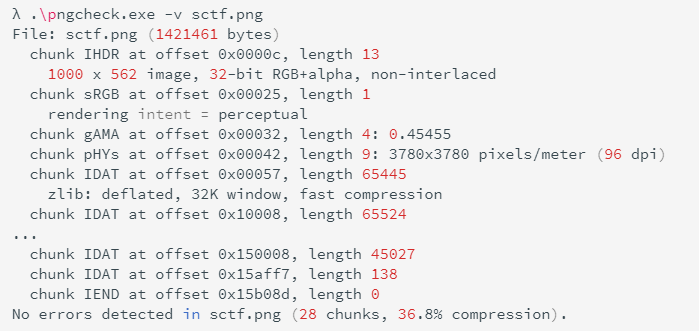 λ .\pngcheck.exe -v sctf.png
File: sctf.png (1421461 bytes)
chunk IHDR at offset 0x0000c, length 13
1000 x 562 image, 32-bit RGB+alpha, non-interlaced
chunk sRGB at offset 0x00025, length 1
rendering intent = perceptual
chunk gAMA at offset 0x00032, length 4: 0.45455
chunk pHYs at offset 0x00042, length 9: 3780x3780 pixels/meter (96 dpi)
chunk IDAT at offset 0x00057, length 65445
zlib: deflated, 32K window, fast compression
chunk IDAT at offset 0x10008, length 65524
...
chunk IDAT at offset 0x150008, length 45027
chunk IDAT at offset 0x15aff7, length 138
chunk IEND at offset 0x15b08d, length 0
No errors detected in sctf.png (28 chunks, 36.8% compression).